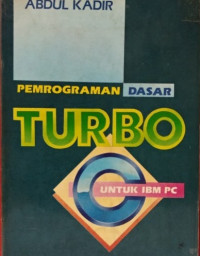 ABDUL KADIR
PEMROGRAMAN DASAR
TURBO
C
UNTUK IBM PC